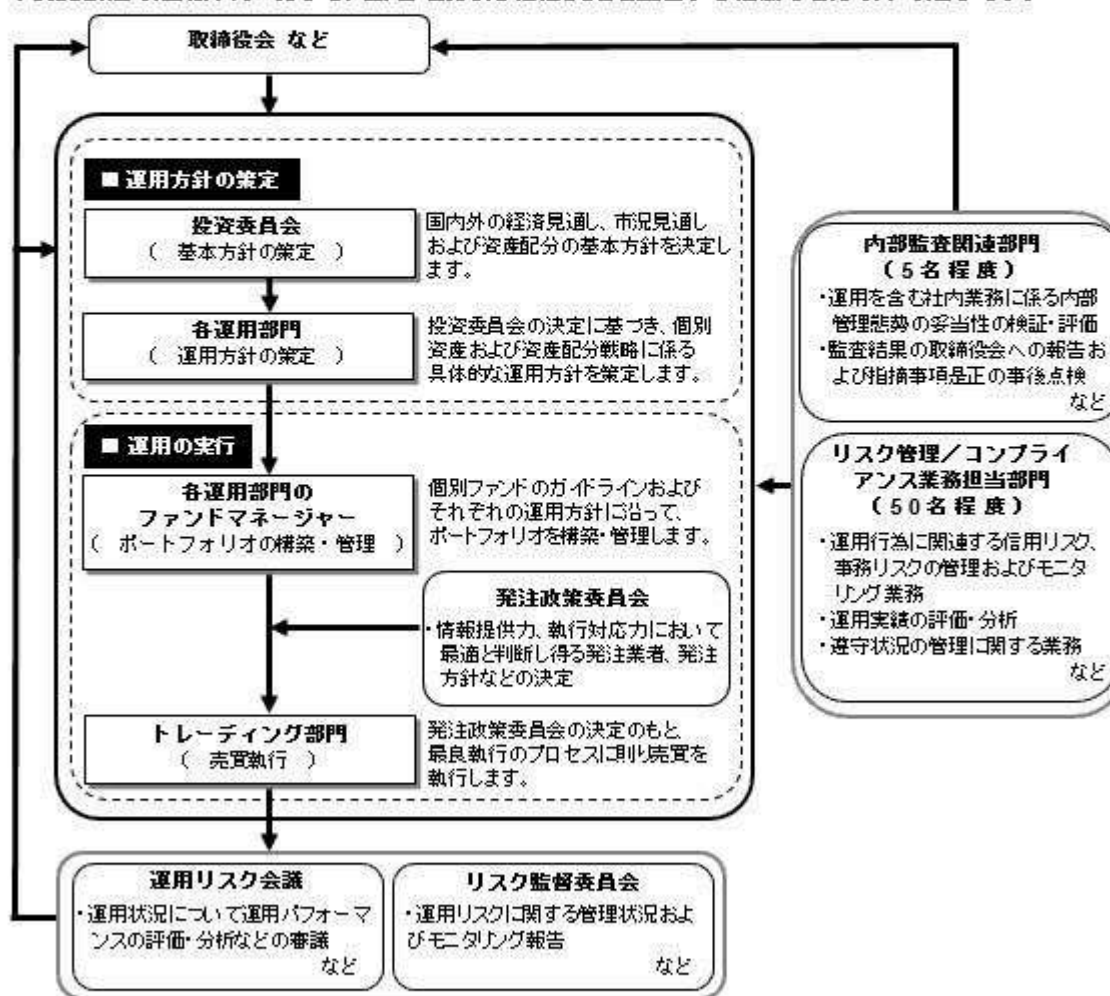 取締役会 など
■ 運用方針の策定
投資委員会
( 基本方針の策定 )
国内外の経済見通し、市況見通し
および資産配分の基本方針を決定し
ます。
各運用部門
( 運用方針の策定 )
投資委員会の決定に基づき、個別
資産および資産配分戦略に係る
具体的な運用方針を策定します。
■ 運用の実行
各運用部門の
ファンドマネージャー
( ポートフォリオの構築・管理 )
個別ファンドのガイドラインおよび
それぞれの運用方針に沿って、
ポートフォリオを構築・管理します。
発注政策委員会
・情報提供力、執行対応力において
最適と判断し得る発注業者、発注
方針などの決定
トレーディング部門
( 売買執行 )
発注政策委員会の決定のもと
最良執行のプロセスに則り売買を
執行します。
内部監査関連部門
(5名程度)
・運用を含む社内業務に係る内部
管理態勢の妥当性の検証・評価
・監査結果の取締役会への報告お
よび指摘事項是正の事後点検
など
リスク管理／コンプライ
アンス業務担当部門
(50名程度)
・運用行為に関連する信用リスク、
事務リスクの管理およびモニタ
リング業務
・運用実績の評価・分析
・遵守状況の管理に関する業務
など
運用リスク会議
・運用状況について運用パフォーマ
ンスの評価・分析などの審議
など
リスク監督委員会
・運用リスクに関する管理状況およ
びモニタリング報告
など